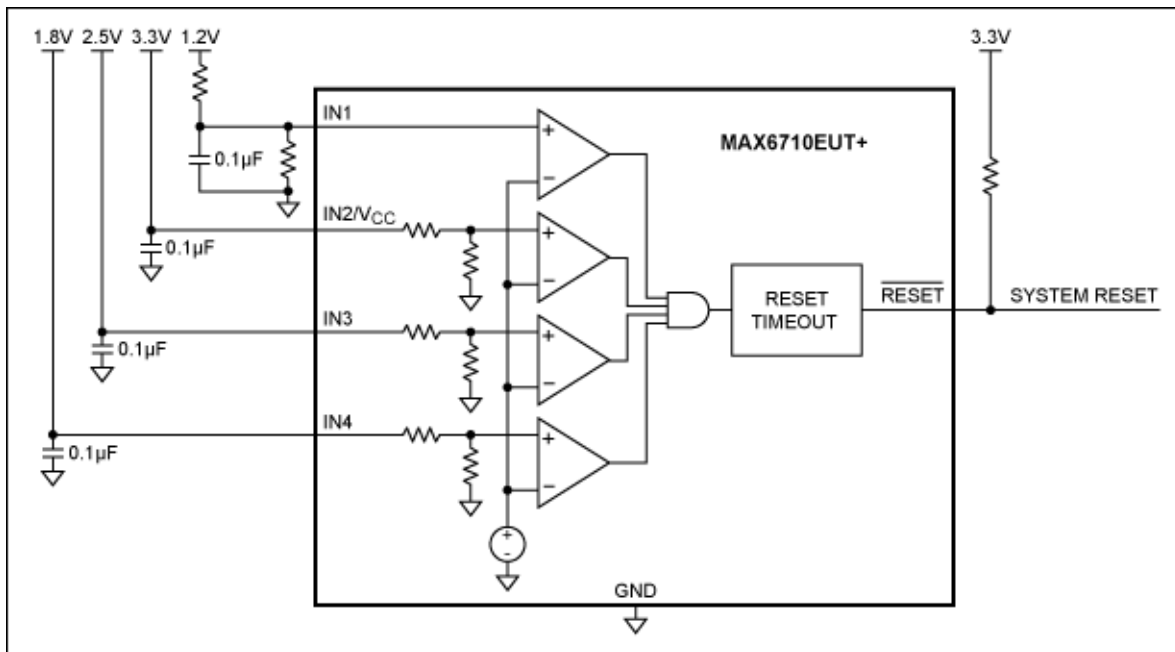 1.8V 2.5V 3.3V 1.2V
3.3V
IN1
+
MAX6710EUT+
0.1µF
−
IN2/VCC
+
0.1µF
−
RESET
TIMEOUT
RESET
SYSTEM RESET
IN3
+
0.1µF
−
IN4
+
0.1µF
−
+
-
GND